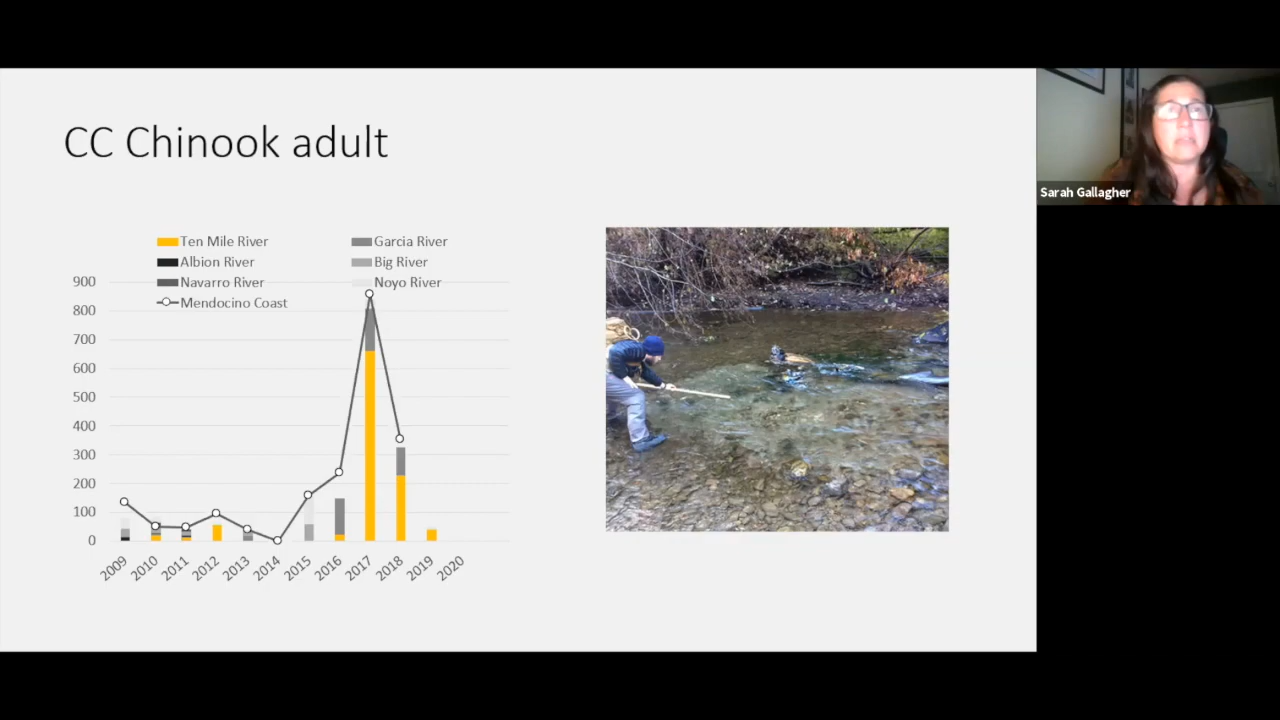 CC Chinook adult
Sarah Gallagher
Ten Mile River
Garcia River
Albion River
Big River
Navarro River
Noyo River
Mendocino Coast
900
800
700
600
500
400
300
200
100
0
2009
2010
2011
2012
2013
2014
2015
2016
2017
2018
2019
2020